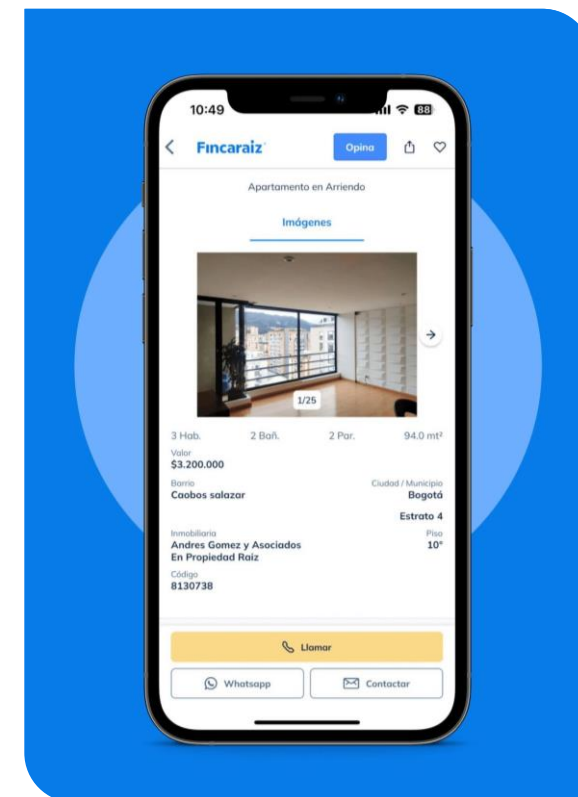 10:49
88
Fincaraiz
Opina
Apartamento en Arriendo
Imágenes
1/25
3 Hab. 2 Bañ. 2 Par. 94.0 mt²
Valor
$3.200.000
Barrio Ciudad / Municipio
Caobos salazar Bogotá
Estrato 4
Inmobiliaria Piso
Andres Gomez y Asociados 10°
En Propiedad Raiz
Código
8130738
Llamar
Whatsapp Contactar